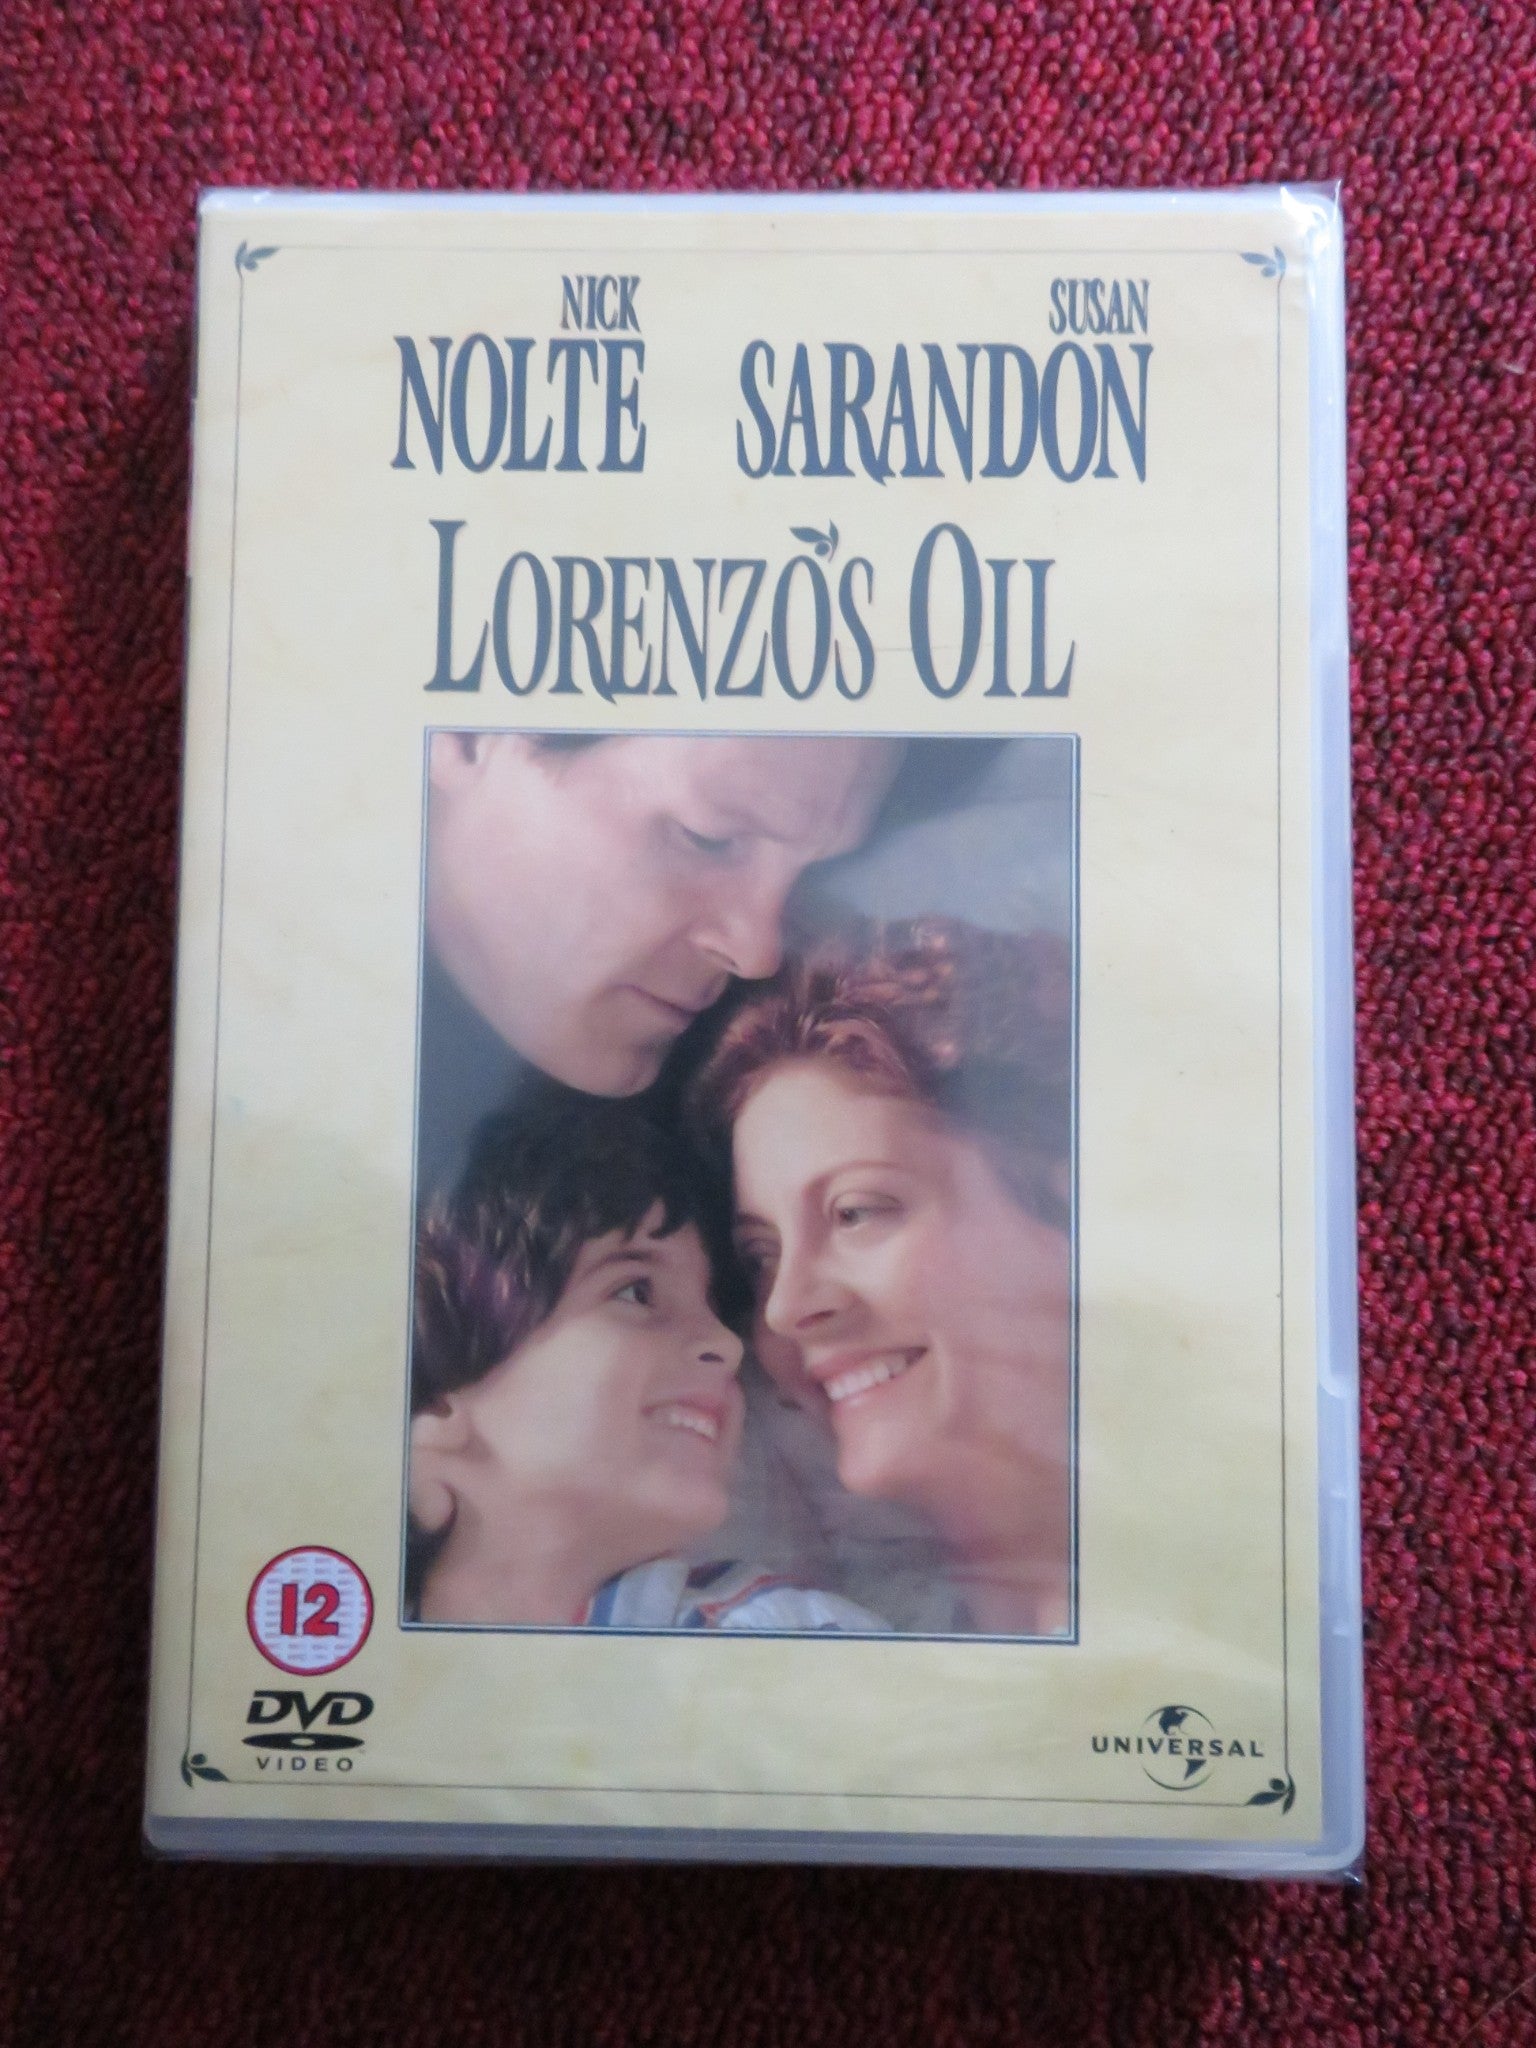 NICK SUSAN
NOLTE SARANDON
LORENZO'S OIL
12
DVD
VIDEO
UNIVERSAL